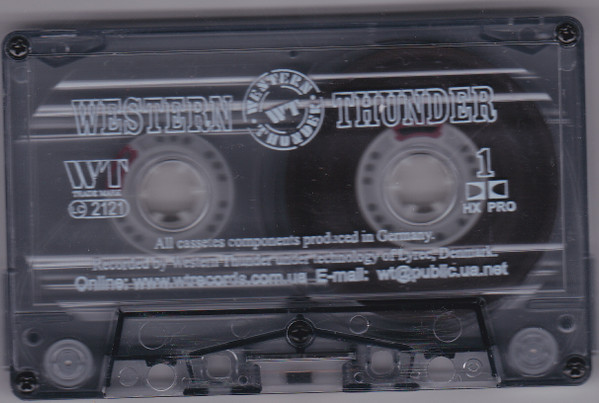 WESTERN THUNDER
WESTERN
WT
THUNDER
WT
TRADE MARK
2121
1
HX PRO
All cassetes components produced in Germany.
Recorded by Western Thunder under technology of Lyrec, Denmark.
Online: www.wtrecords.com.ua E-mail: wt@public.ua.net